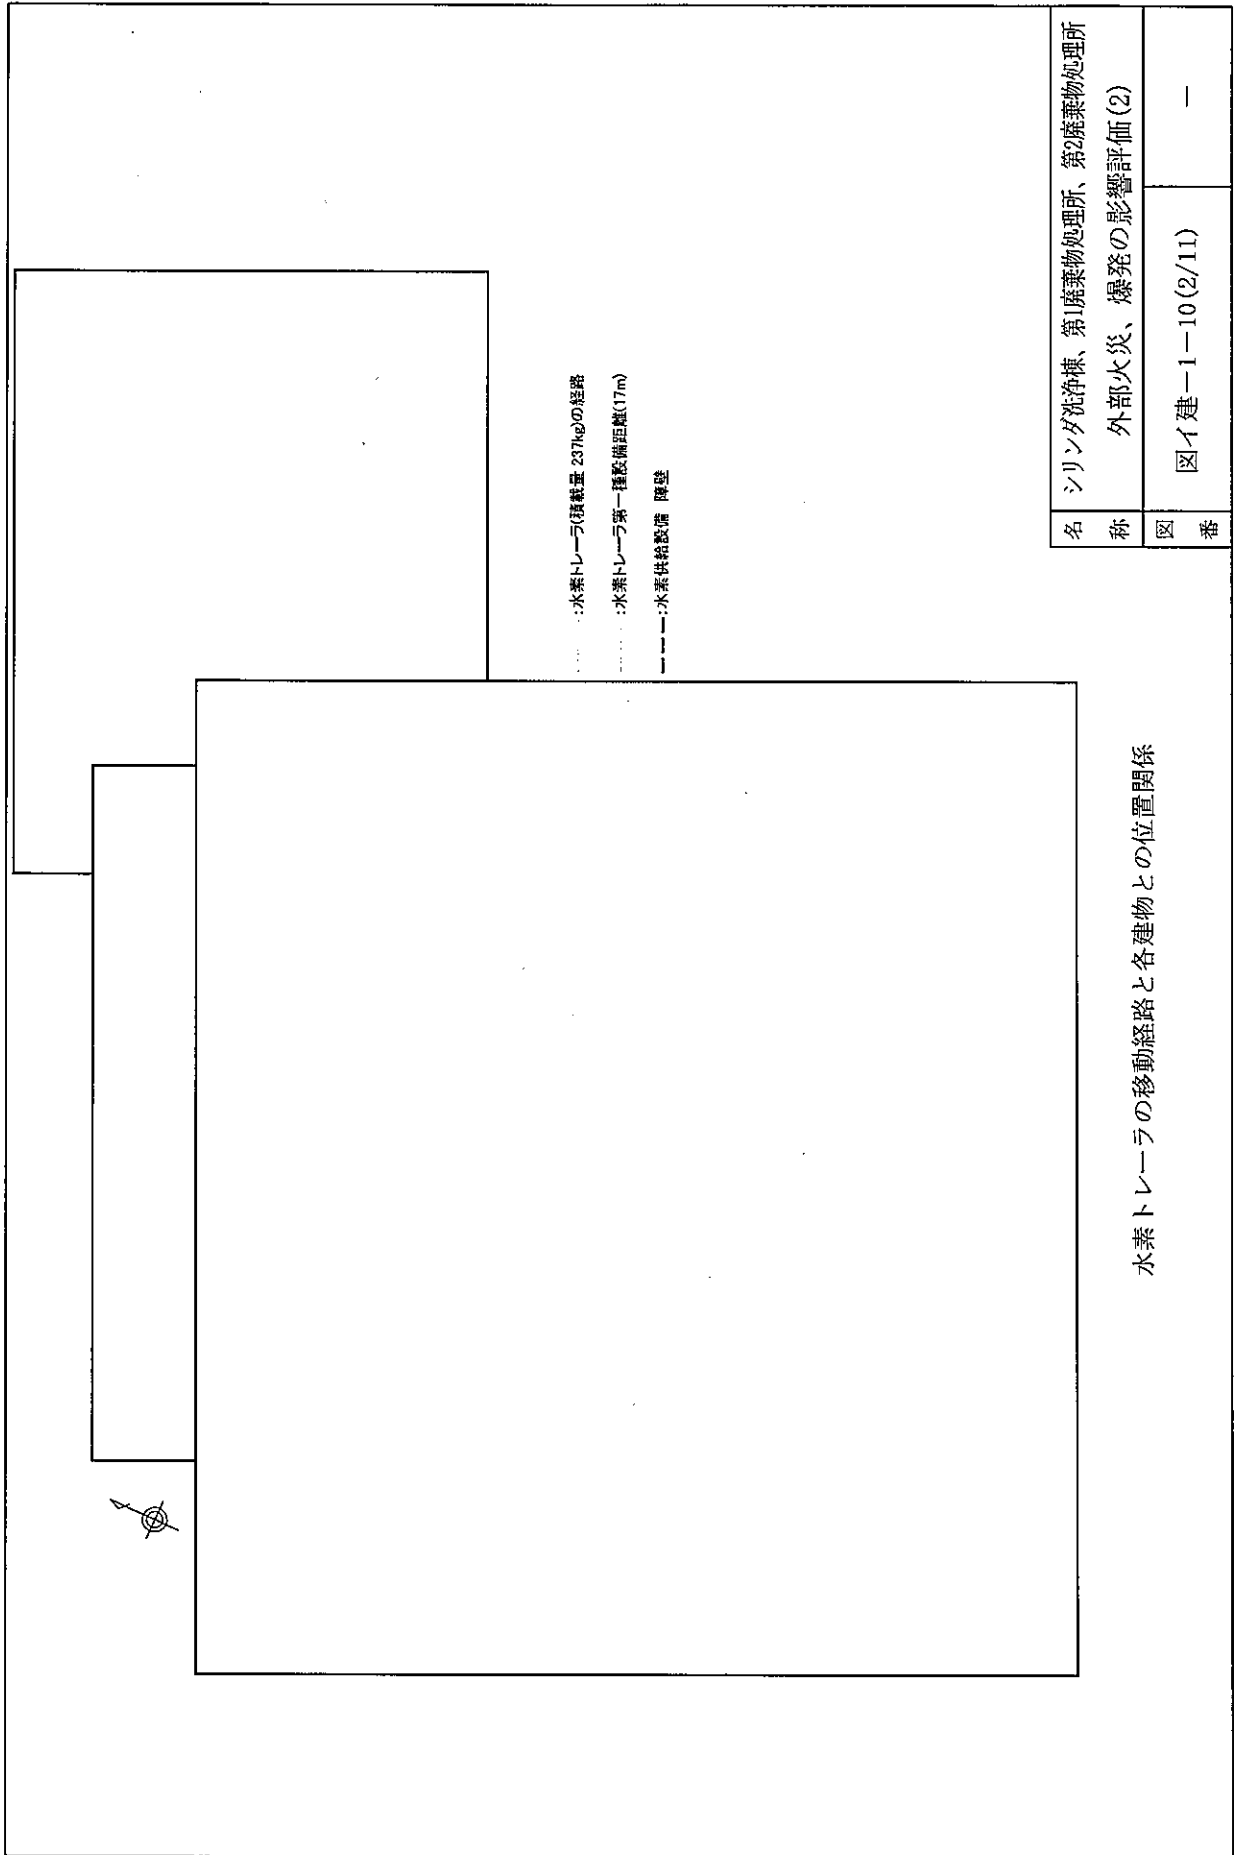 :水素トレーラ(積載量 237kg)の経路
:水素トレーラ第一種設備距離(17m)
:水素供給設備 障壁
水素トレーラの移動経路と各建物との位置関係
名称 シリンダ洗浄棟、第1廃棄物処理所、第2廃棄物処理所
外部火災、爆発の影響評価(2)
図番 図イ建－1－10(2/11) －